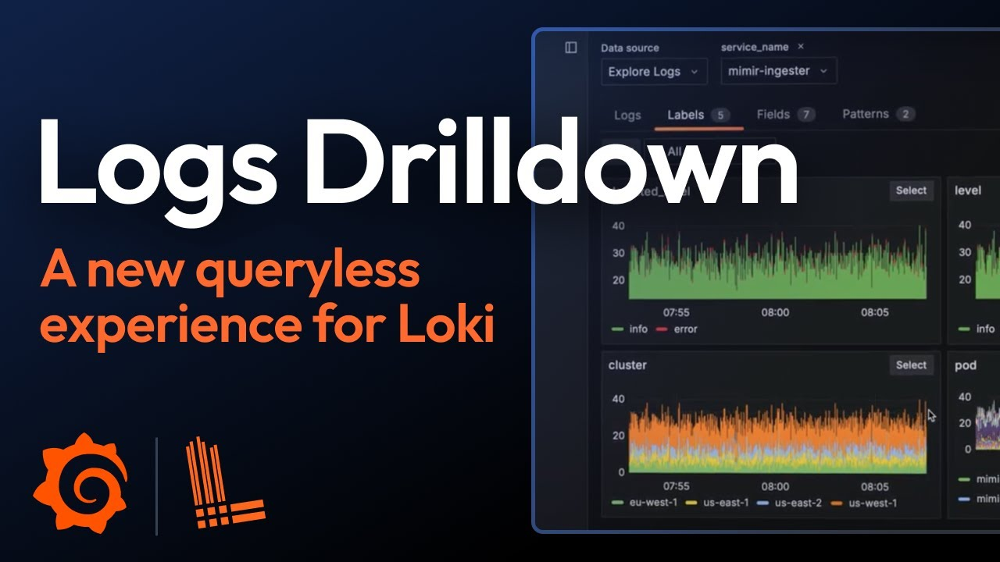 Logs Drilldown
A new queryless
experience for Loki
Data source
service_name ×
Explore Logs
mimir-ingester
Logs Labels 5 Fields 7 Patterns 2
All
Select
level
40
30
20
07:55 08:00 08:05
info error
40
30
20
info
cluster
Select
pod
40
20
0
07:55 08:00 08:05
eu-west-1 us-east-1 us-east-2 us-west-1
40
20
0
mimi
mimi